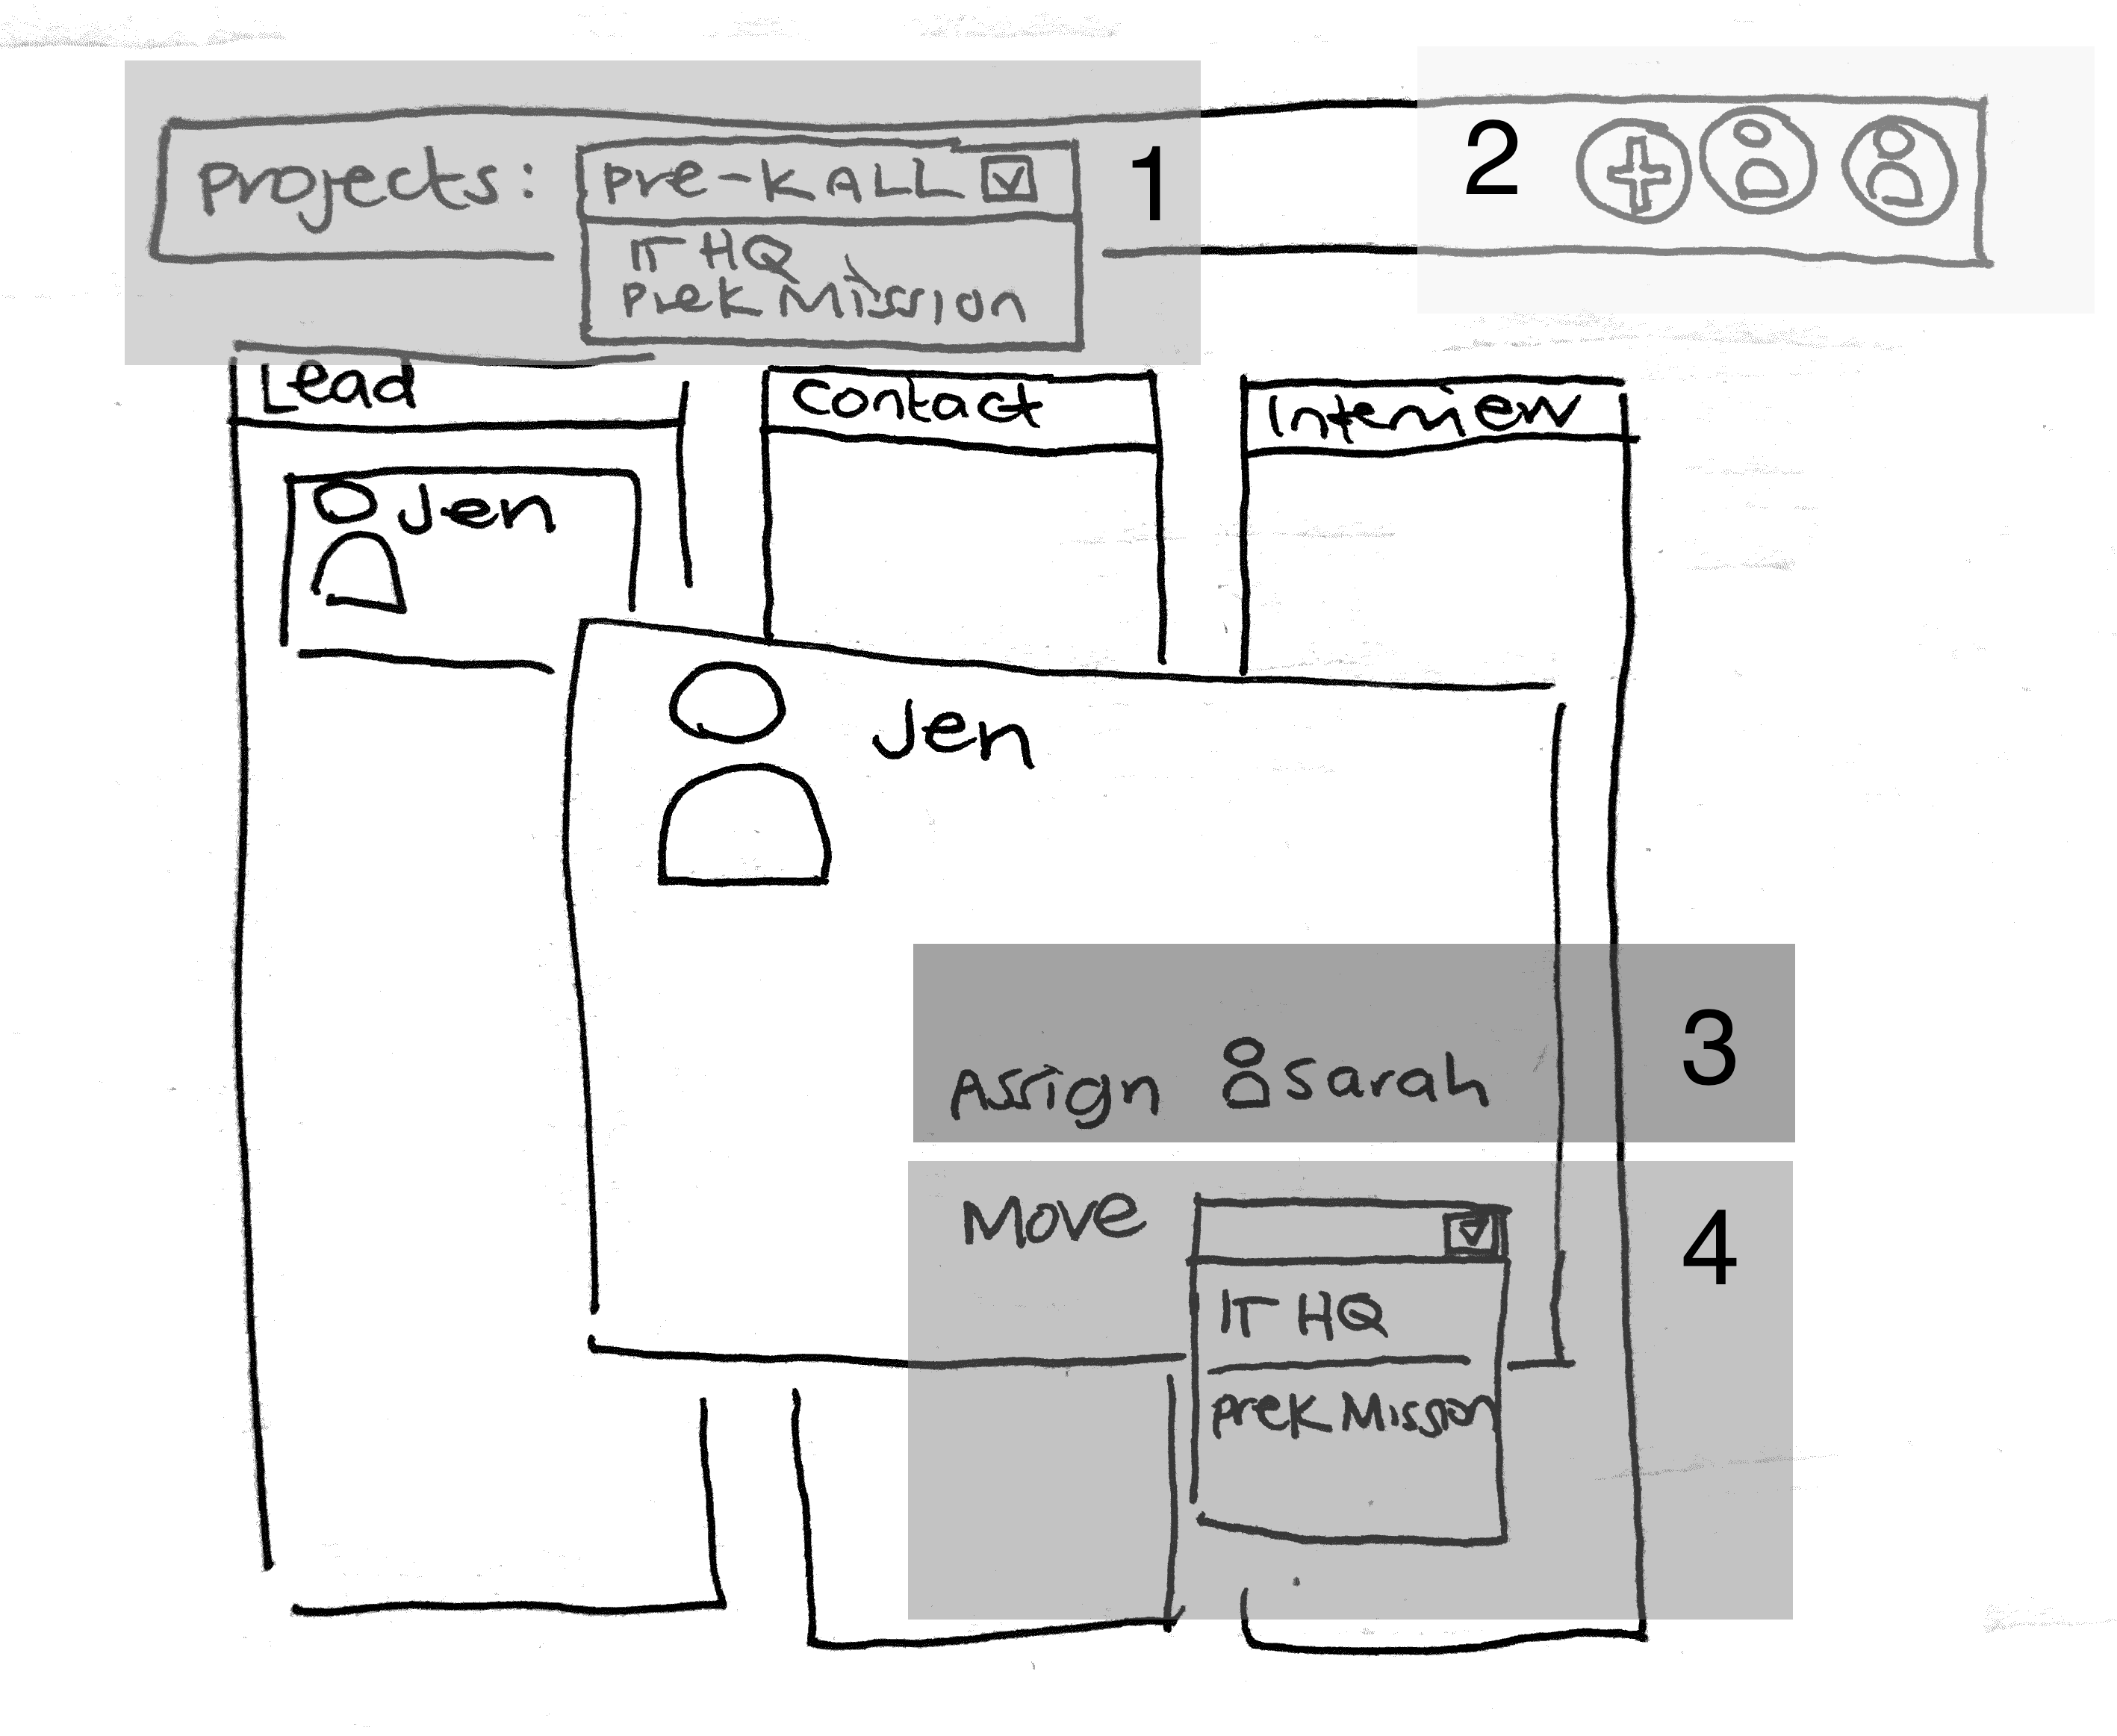 projects: pre-K ALL 1
2
IT HQ
PreK Mission
Lead
Contact
Interview
Jen
Jen
Assign Sarah 3
Move 4
IT HQ
PreK Mission